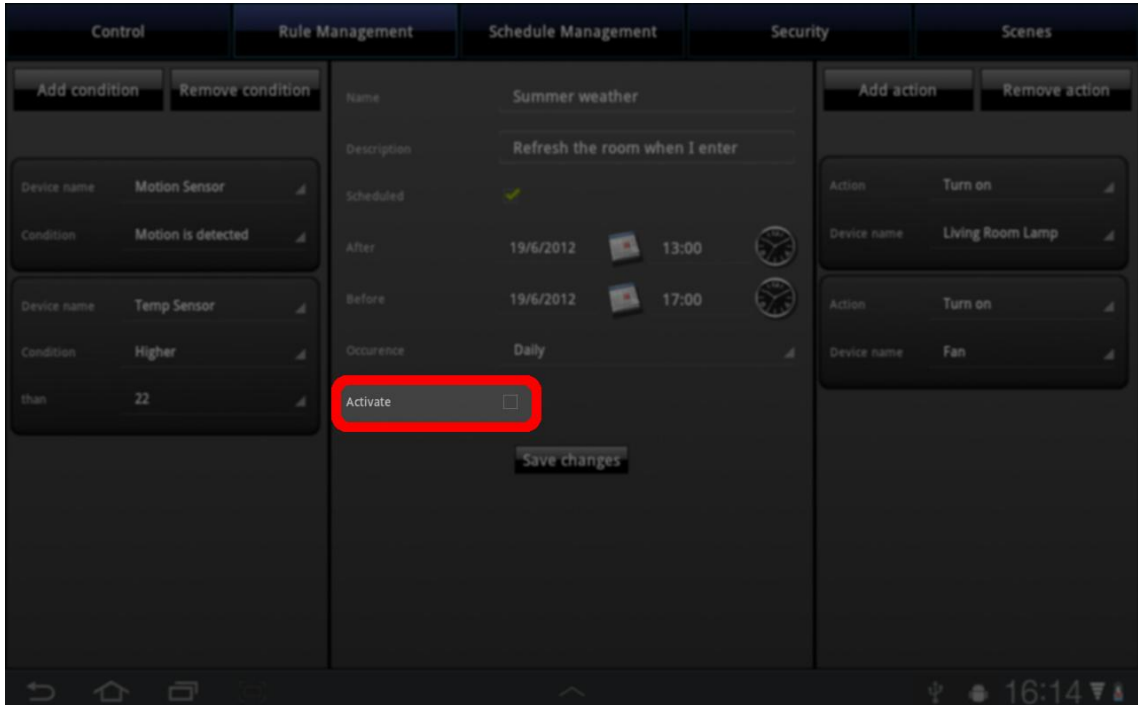 Control Rule Management Schedule Management Security Scenes
Add condition Remove condition
Device name Motion Sensor
Condition Motion is detected
Device name Temp Sensor
Condition Higher
than 22
Name Summer weather
Description Refresh the room when I enter
Scheduled
After 19/6/2012 13:00
Before 19/6/2012 17:00
Occurence Daily
Activate
Save changes
Add action Remove action
Action Turn on
Device name Living Room Lamp
Action Turn on
Device name Fan
16:14